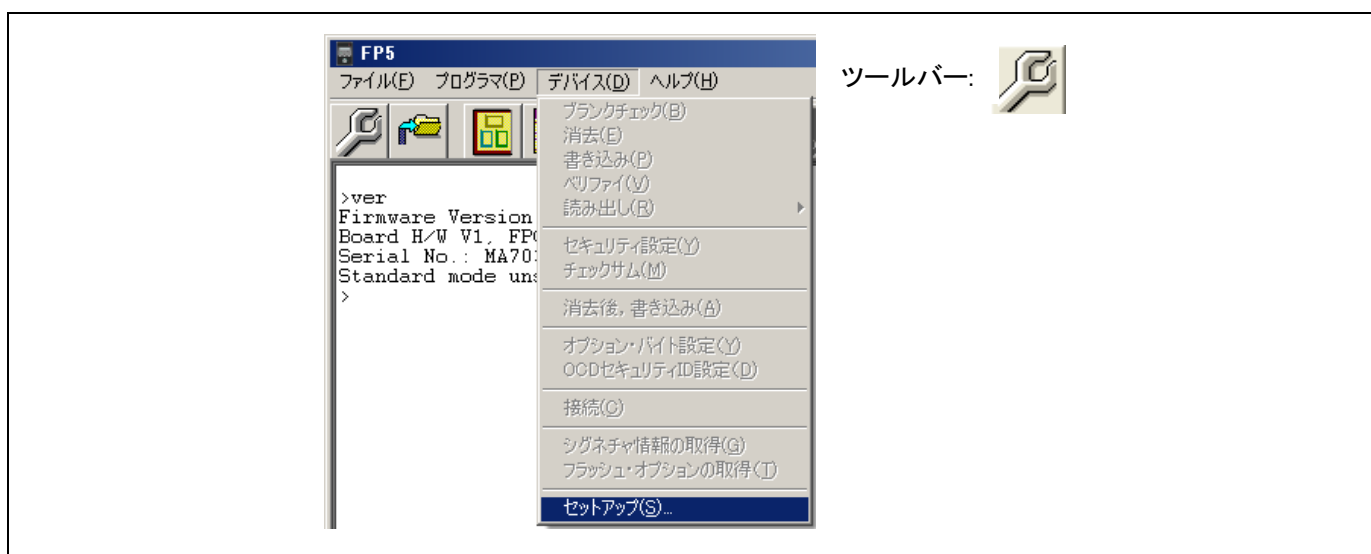 FP5
ファイル(F) プログラマ(P) デバイス(D) ヘルプ(H)
ツールバー:
ブランクチェック(B)
消去(E)
書き込み(P)
ベリファイ(V)
読み出し(R)
セキュリティ設定(Y)
チェックサム(M)
消去後, 書き込み(A)
オプション・バイト設定(Y)
OCDセキュリティID設定(D)
接続(C)
シグネチャ情報の取得(G)
フラッシュ・オプションの取得(T)
セットアップ(S)...
>ver
Firmware Version
Board H/W V1,
Serial No.:
Standard mode
>